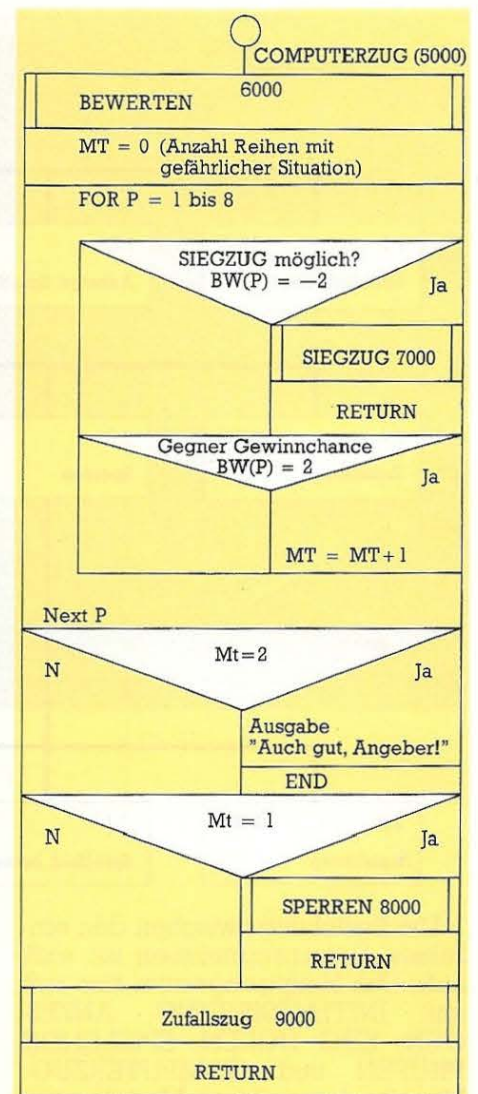 COMPUTERZUG (5000)
6000
BEWERTEN
MT = 0 (Anzahl Reihen mit
gefährlicher Situation)
FOR P = 1 bis 8
SIEGZUG möglich?
BW(P) = —2
Ja
SIEGZUG 7000
RETURN
Gegner Gewinnchance
BW(P) = 2
Ja
MT = MT+1
Next P
Mt=2
N
Ja
Ausgabe
"Auch gut, Angeber!"
END
Mt = 1
N
Ja
SPERREN 8000
RETURN
Zufallszug 9000
RETURN